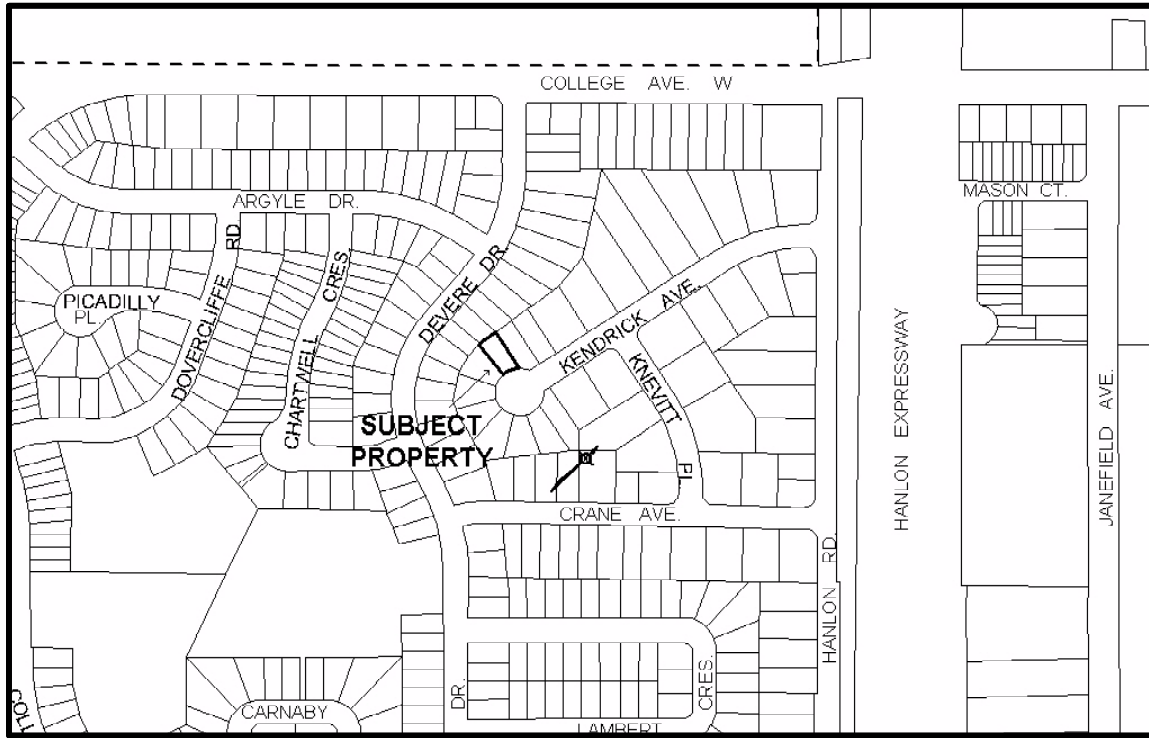 COLLEGE AVE. W
MASON CT.
ARGYLE DR.
DOVERCLIFFE RD.
CHARTWELL CRES.
DEVERE DR.
PICADILLY
PL.
KENDRICK AVE.
KNEVITT PL.
SUBJECT
PROPERTY
HANLON EXPRESSWAY
JANEFIELD AVE.
CRANE AVE.
HANLON RD.
DR.
CRES.
CARNABY
LAMBERT